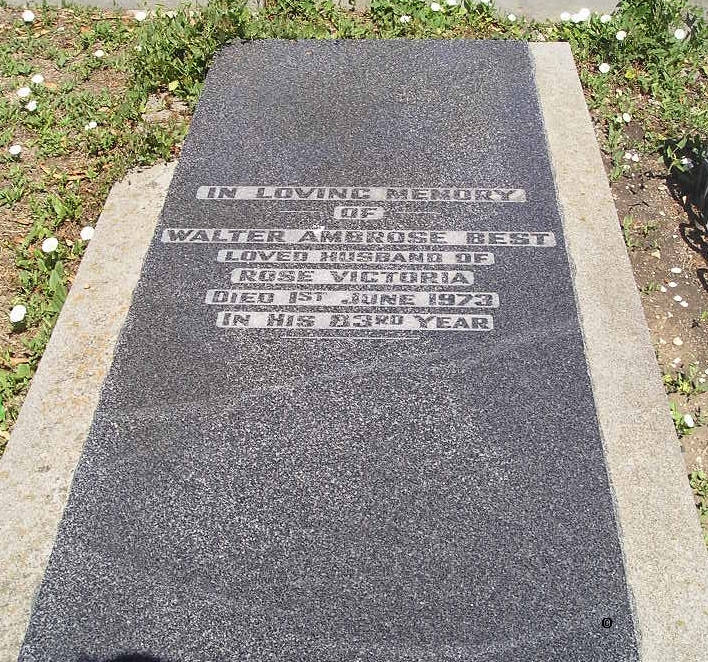 IN LOVING MEMORY
OF
WALTER AMBROSE BEST
LOVED HUSBAND OF
ROSE VICTORIA
DIED 1ST JUNE 1973
IN HIS 83RD YEAR